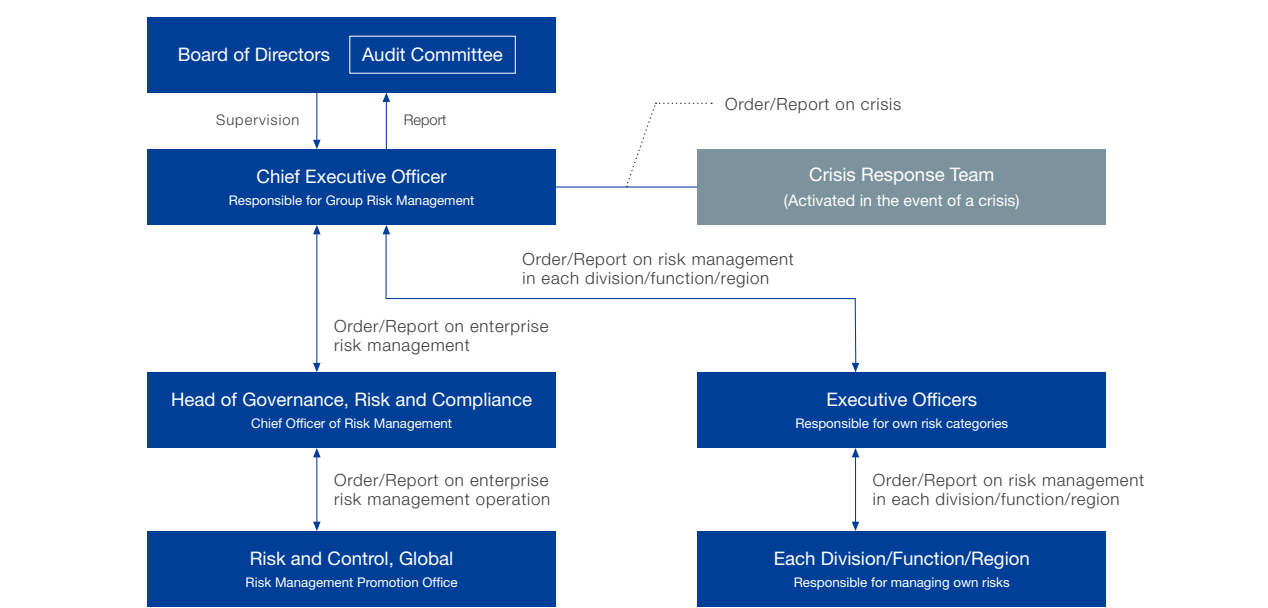 Board of Directors
Audit Committee
Supervision
Report
Order/Report on crisis
Chief Executive Officer
Responsible for Group Risk Management
Crisis Response Team
(Activated in the event of a crisis)
Order/Report on risk management
in each division/function/region
Order/Report on enterprise
risk management
Head of Governance, Risk and Compliance
Chief Officer of Risk Management
Executive Officers
Responsible for own risk categories
Order/Report on enterprise
risk management operation
Order/Report on risk management
in each division/function/region
Risk and Control, Global
Risk Management Promotion Office
Each Division/Function/Region
Responsible for managing own risks